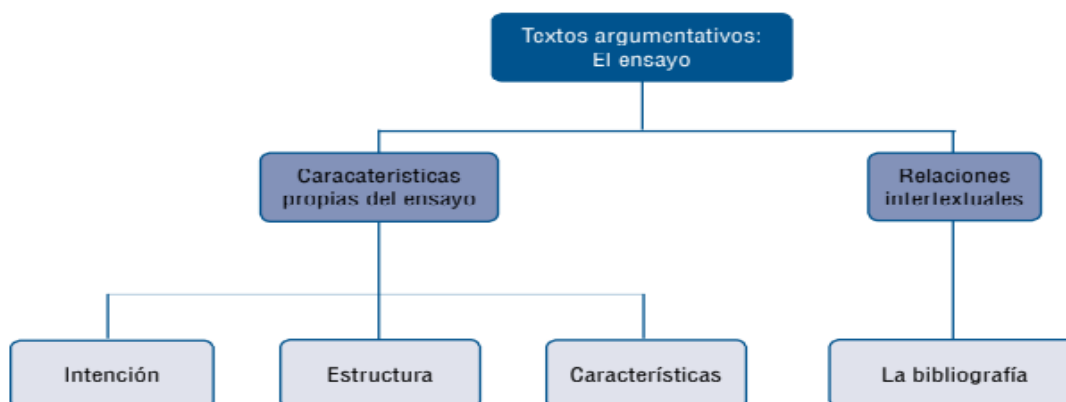 Textos argumentativos:
El ensayo
Caracateristicas
propias del ensayo
Relaciones
intertextuales
Intención
Estructura
Características
La bibliografía